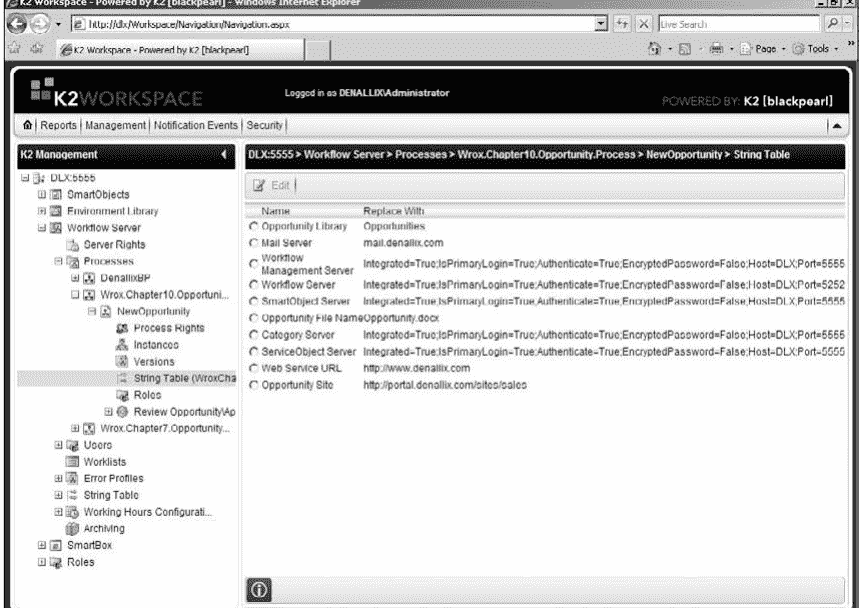 K2 Workspace - Powered by K2 [blackpearl] - Windows Internet Explorer
http://dlx/Workspace/Navigation/Navigation.aspx
Live Search
K2 Workspace - Powered by K2 [blackpearl]
Page
Tools
K2WORKSPACE
Logged in as DENALLIX\Administrator
POWERED BY: K2 [blackpearl]
Reports | Management | Notification Events | Security |
K2 Management
DLX:5555 > Workflow Server > Processes > Wrox.Chapter10.Opportunity.Process > NewOpportunity > String Table
DLX:5555
SmartObjects
Environment Library
Workflow Server
Server Rights
Processes
DenallixBP
Wrox.Chapter10.Opportuni...
NewOpportunity
Process Rights
Instances
Versions
String Table (WroxCha
Roles
Review Opportunity\Ap
Wrox.Chapter7.Opportunity...
Users
Worklists
Error Profiles
String Table
Working Hours Configurati...
Archiving
SmartBox
Roles
Edit
Name Replace With
Opportunity Library Opportunities
Mail Server mail.denallix.com
Workflow
Management Server Integrated=True;IsPrimaryLogin=True;Authenticate=True;EncryptedPassword=False;Host=DLX;Port=5555
Workflow Server Integrated=True;IsPrimaryLogin=True;Authenticate=True;EncryptedPassword=False;Host=DLX;Port=5252
SmartObject Server Integrated=True;IsPrimaryLogin=True;Authenticate=True;EncryptedPassword=False;Host=DLX;Port=5555
Opportunity File Name Opportunity.docx
Category Server Integrated=True;IsPrimaryLogin=True;Authenticate=True;EncryptedPassword=False;Host=DLX;Port=5555
ServiceObject Server Integrated=True;IsPrimaryLogin=True;Authenticate=True;EncryptedPassword=False;Host=DLX;Port=5555
Web Service URL http://www.denallix.com
Opportunity Site http://portal.denallix.com/sites/sales